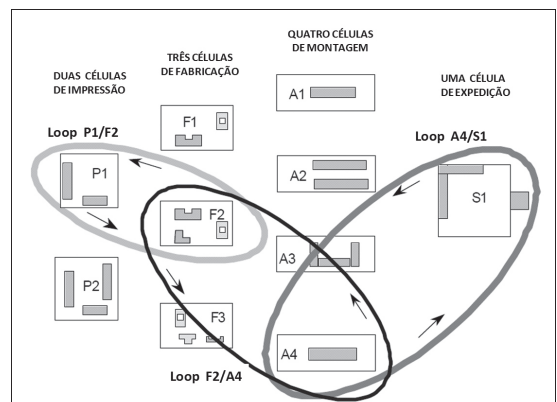 QUATRO CÉLULAS
DE MONTAGEM
TRÊS CÉLULAS
DE FABRICAÇÃO
DUAS CÉLULAS
DE IMPRESSÃO
UMA CÉLULA
DE EXPEDIÇÃO
Loop P1/F2
Loop A4/S1
A1
F1
P1
A2
S1
F2
A3
P2
F3
A4
Loop F2/A4